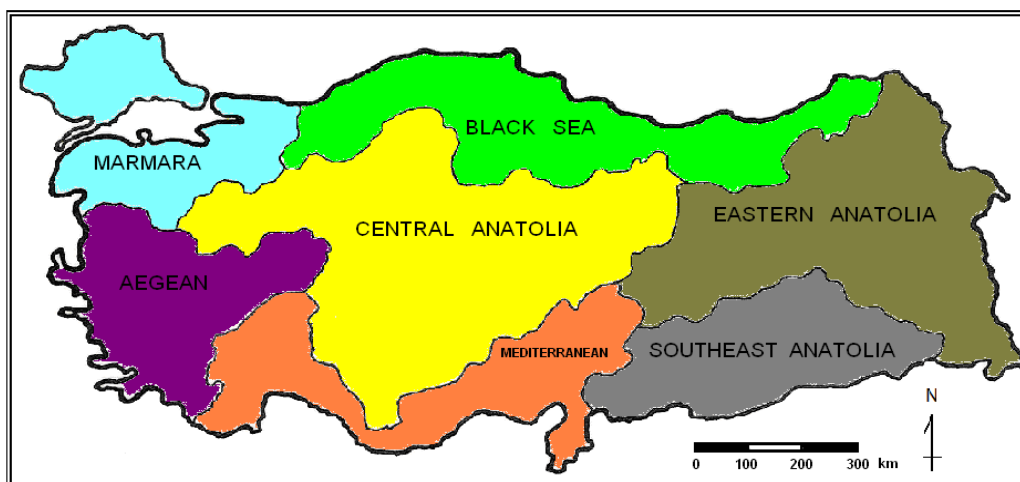 BLACK SEA
MARMARA
EASTERN ANATOLIA
CENTRAL ANATOLIA
AEGEAN
MEDITERRANEAN
SOUTHEAST ANATOLIA
N
0 100 200 300 km